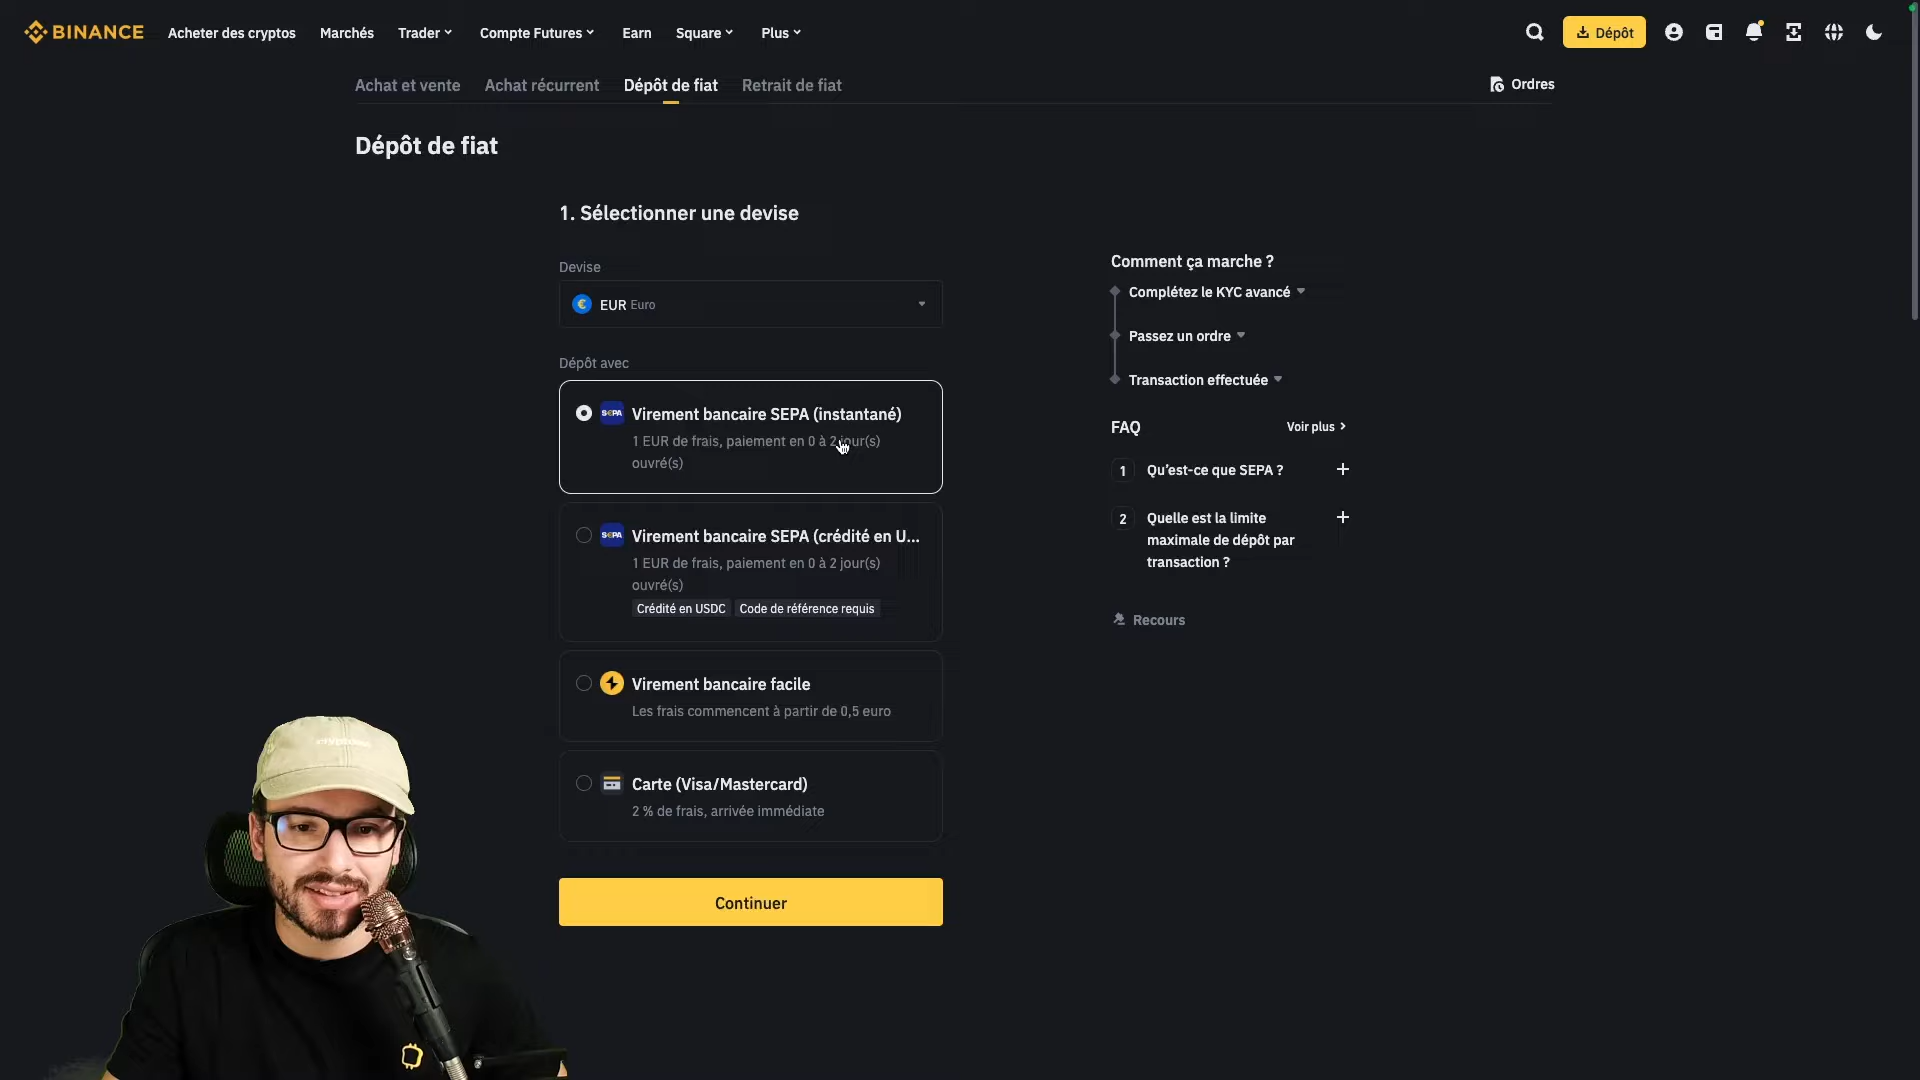 BINANCE
Acheter des cryptos
Marchés
Trader
Compte Futures
Earn
Square
Plus
Dépôt
Achat et vente
Achat récurrent
Dépôt de fiat
Retrait de fiat
Ordres
Dépôt de fiat
1. Sélectionner une devise
Devise
€ EUR Euro
Dépôt avec
SEPA Virement bancaire SEPA (instantané)
1 EUR de frais, paiement en 0 à 2 jour(s)
ouvré(s)
SEPA Virement bancaire SEPA (crédité en U...
1 EUR de frais, paiement en 0 à 2 jour(s)
ouvré(s)
Crédité en USDC
Code de référence requis
Virement bancaire facile
Les frais commencent à partir de 0,5 euro
Carte (Visa/Mastercard)
2 % de frais, arrivée immédiate
Continuer
Comment ça marche ?
Complétez le KYC avancé
Passez un ordre
Transaction effectuée
FAQ
Voir plus
1 Qu’est-ce que SEPA ?
2 Quelle est la limite
maximale de dépôt par
transaction ?
Recours